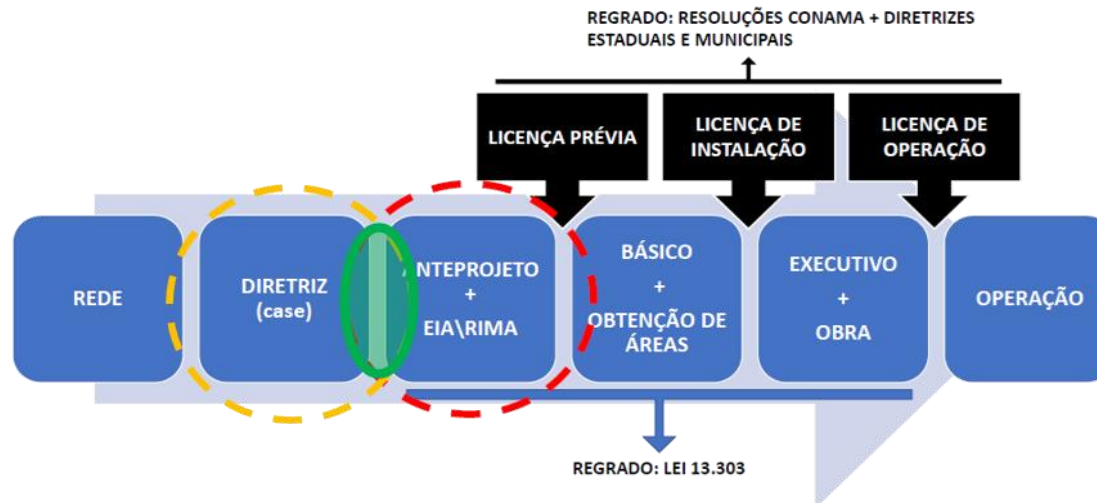 REGRADO: RESOLUÇÕES CONAMA + DIRETRIZES
ESTADUAIS E MUNICIPAIS
LICENÇA PRÉVIA
LICENÇA DE
INSTALAÇÃO
LICENÇA DE
OPERAÇÃO
REDE
DIRETRIZ
(case)
ANTEPROJETO
+
EIA\RIMA
BÁSICO
+
OBTENÇÃO DE
ÁREAS
EXECUTIVO
+
OBRA
OPERAÇÃO
REGRADO: LEI 13.303